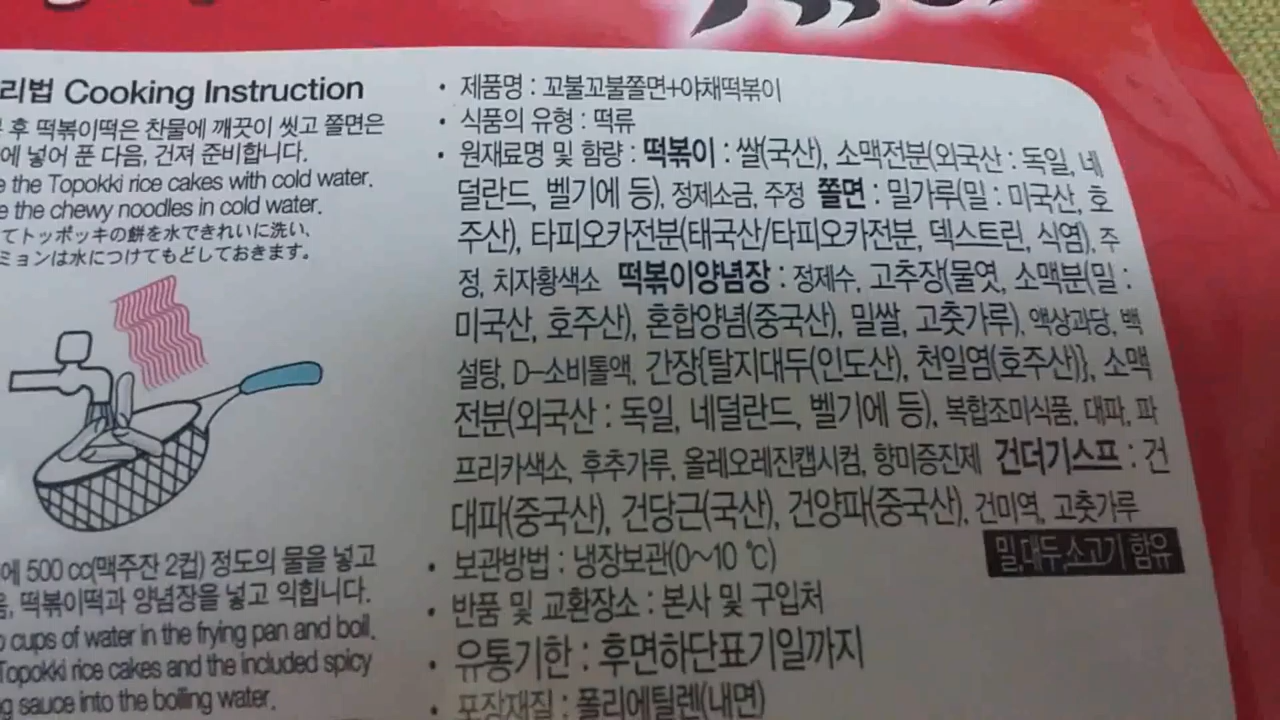 리법 Cooking Instruction
후 떡볶이떡은 찬물에 깨끗이 씻고 쫄면은
에 넣어 푼 다음, 건져 준비합니다.
the Topokki rice cakes with cold water.
the chewy noodles in cold water.
てトッポッキの餅を水できれいに洗い、
ミョンは水につけてもどしておきます。
에 500 cc(맥주잔 2컵) 정도의 물을 넣고
떡볶이떡과 양념장을 넣고 익힙니다.
cups of water in the frying pan and boil.
Topokki rice cakes and the included spicy
sauce into the boiling water.
• 제품명 : 꼬불꼬불쫄면+야채떡볶이
• 식품의 유형 : 떡류
• 원재료명 및 함량 : 떡볶이 : 쌀(국산), 소맥전분(외국산 : 독일, 네
덜란드, 벨기에 등), 정제소금, 주정 쫄면 : 밀가루(밀 : 미국산, 호
주산), 타피오카전분(태국산/타피오카전분, 덱스트린, 식염), 주
정, 치자황색소 떡볶이양념장 : 정제수, 고추장(물엿, 소맥분(밀 :
미국산, 호주산), 혼합양념(중국산), 밀쌀, 고춧가루), 액상과당, 백
설탕, D-소비톨액, 간장{탈지대두(인도산), 천일염(호주산)}, 소맥
전분(외국산 : 독일, 네덜란드, 벨기에 등), 복합조미식품, 대파, 파
프리카색소, 후추가루, 올레오레진캡시컴, 향미증진제 건더기스프 : 건
대파(중국산), 건당근(국산), 건양파(중국산), 건미역, 고춧가루
밀,대두,소고기 함유
• 보관방법 : 냉장보관(0~10 ℃)
• 반품 및 교환장소 : 본사 및 구입처
• 유통기한 : 후면하단표기일까지
• 포장재질 : 폴리에틸렌(내면)